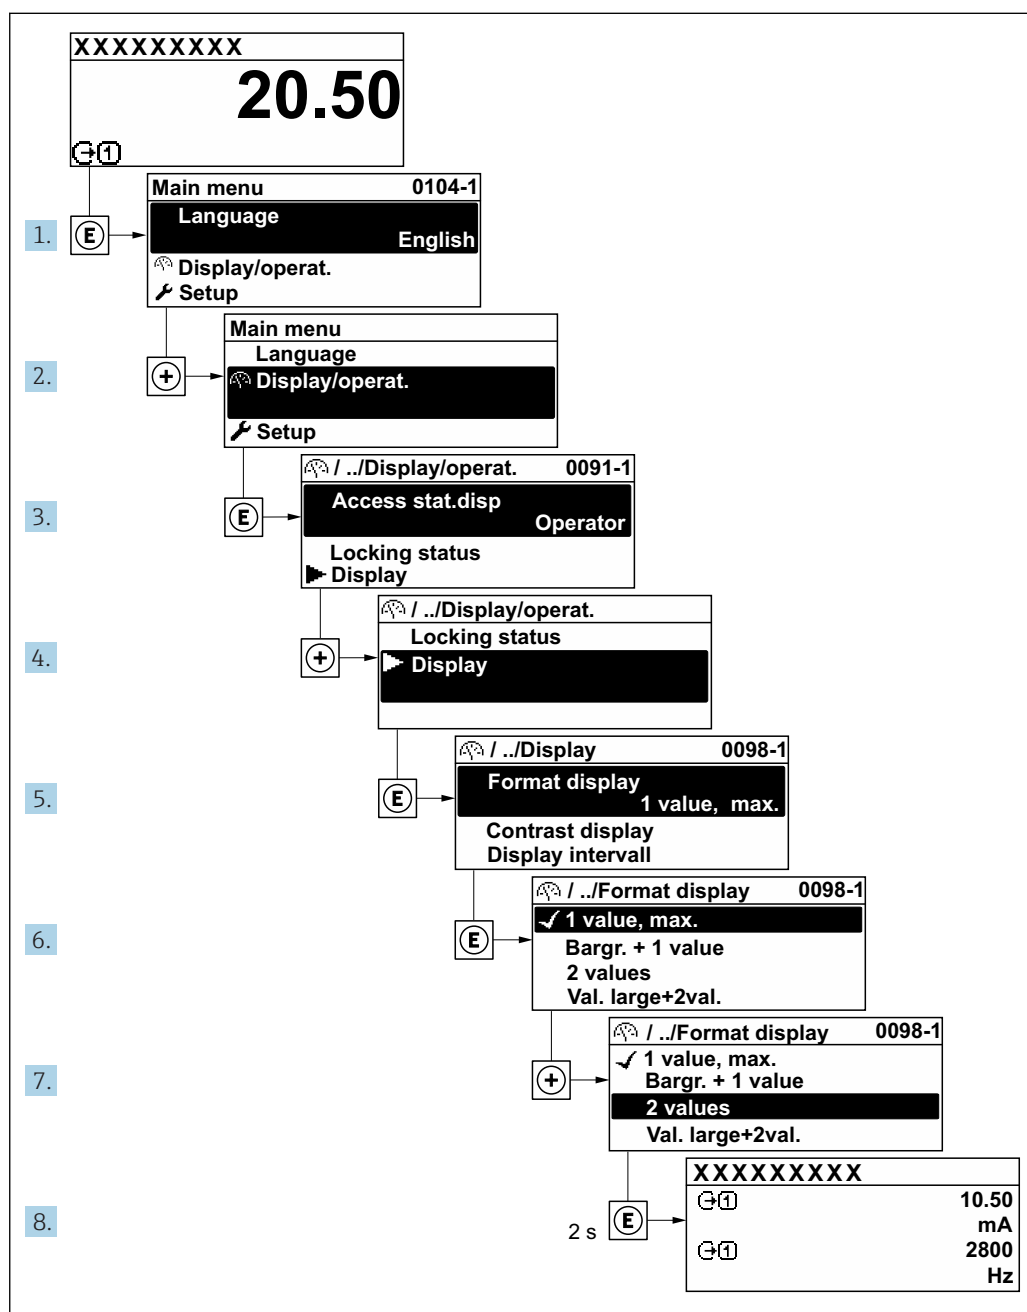 XXXXXXXXX
20.50
1
Main menu 0104-1
Language
1. E English
Display/operat.
Setup
Main menu
Language
2. + Display/operat.
Setup
/ ../Display/operat. 0091-1
Access stat.disp
3. E Operator
Locking status
Display
/ ../Display/operat.
Locking status
4. + Display
/ ../Display 0098-1
Format display
5. E 1 value, max.
Contrast display
Display intervall
/ ../Format display 0098-1
1 value, max.
6. E Bargr. + 1 value
2 values
Val. large+2val.
/ ../Format display 0098-1
1 value, max.
7. + Bargr. + 1 value
2 values
Val. large+2val.
XXXXXXXXX
1 10.50
8. 2 s E mA
1 2800
Hz